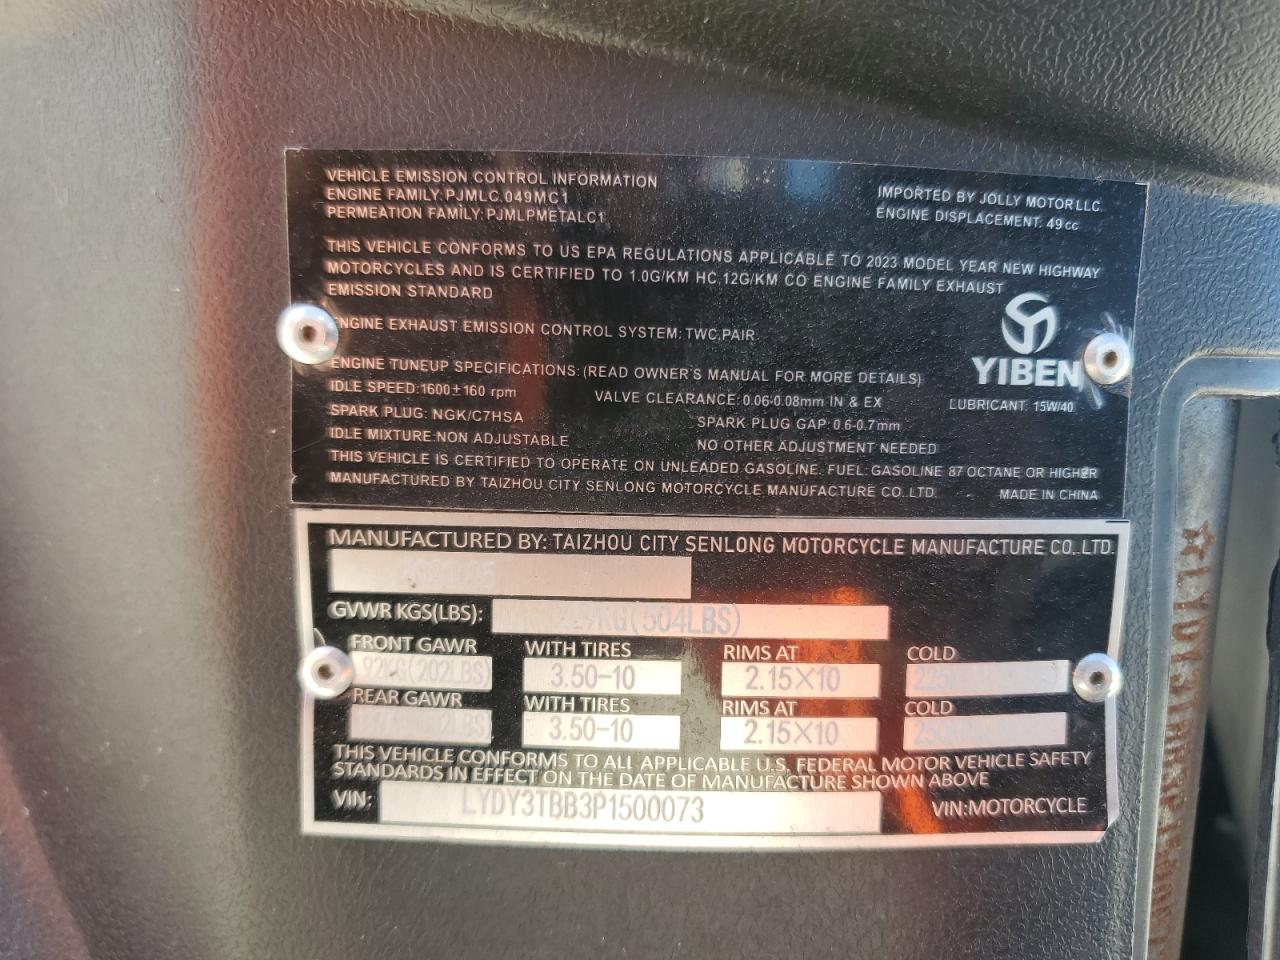 VEHICLE EMISSION CONTROL INFORMATION
ENGINE FAMILY: PJMLC.049MC1
PERMEATION FAMILY: PJMLPMETALC1
IMPORTED BY JOLLY MOTOR LLC
ENGINE DISPLACEMENT: 49cc
THIS VEHICLE CONFORMS TO US EPA REGULATIONS APPLICABLE TO 2023 MODEL YEAR NEW HIGHWAY
MOTORCYCLES AND IS CERTIFIED TO 1.0G/KM HC,12G/KM CO ENGINE FAMILY EXHAUST
EMISSION STANDARD
ENGINE EXHAUST EMISSION CONTROL SYSTEM: TWC,PAIR
YIBEN
ENGINE TUNEUP SPECIFICATIONS: (READ OWNER'S MANUAL FOR MORE DETAILS)
IDLE SPEED:1600±160 rpm VALVE CLEARANCE: 0.06-0.08mm IN & EX LUBRICANT: 15W/40
SPARK PLUG: NGK/C7HSA SPARK PLUG GAP: 0.6-0.7mm
IDLE MIXTURE: NON ADJUSTABLE NO OTHER ADJUSTMENT NEEDED
THIS VEHICLE IS CERTIFIED TO OPERATE ON UNLEADED GASOLINE. FUEL: GASOLINE 87 OCTANE OR HIGHER
MANUFACTURED BY TAIZHOU CITY SENLONG MOTORCYCLE MANUFACTURE CO.,LTD. MADE IN CHINA
MANUFACTURED BY: TAIZHOU CITY SENLONG MOTORCYCLE MANUFACTURE CO.,LTD.
GVWR KGS(LBS): 229KG(504LBS)
FRONT GAWR WITH TIRES RIMS AT COLD
92KG(202LBS) 3.50-10 2.15×10
REAR GAWR WITH TIRES RIMS AT COLD
3.50-10 2.15×10
THIS VEHICLE CONFORMS TO ALL APPLICABLE U.S. FEDERAL MOTOR VEHICLE SAFETY
STANDARDS IN EFFECT ON THE DATE OF MANUFACTURE SHOWN ABOVE
VIN: LYDY3TBB3P1500073 VIN:MOTORCYCLE